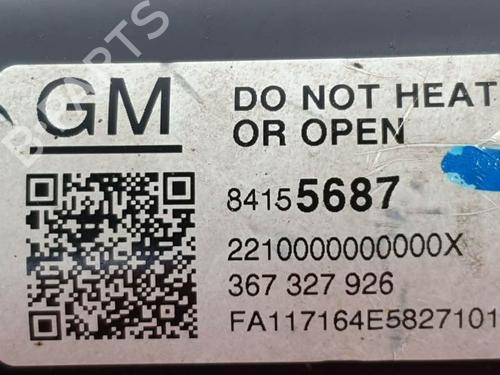 GM
DO NOT HEAT
OR OPEN
84155687
2210000000000X
367 327 926
FA117164E5827101